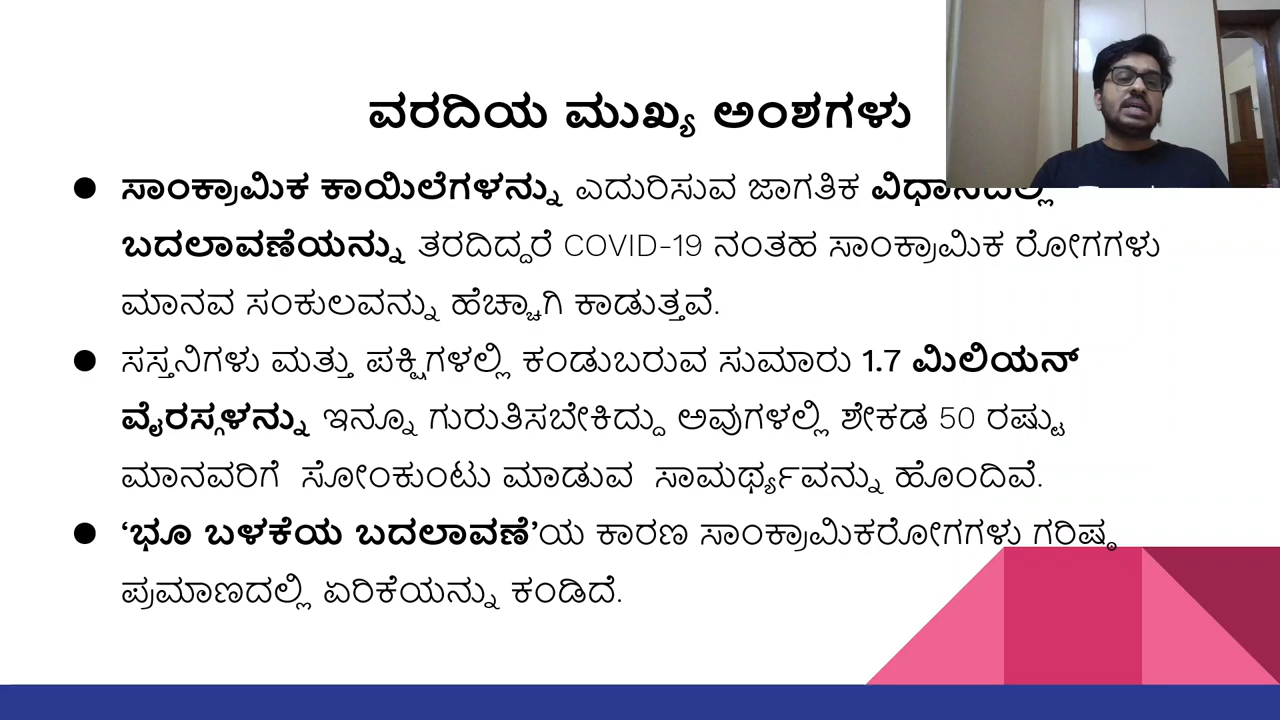 ವರದಿಯ ಮುಖ್ಯ ಅಂಶಗಳು
● ಸಾಂಕ್ರಾಮಿಕ ಕಾಯಿಲೆಗಳನ್ನು ಎದುರಿಸುವ ಜಾಗತಿಕ ವಿಧಾನದಲ್ಲಿ
ಬದಲಾವಣೆಯನ್ನು ತರದಿದ್ದರೆ COVID-19 ನಂತಹ ಸಾಂಕ್ರಾಮಿಕ ರೋಗಗಳು
ಮಾನವ ಸಂಕುಲವನ್ನು ಹೆಚ್ಚಾಗಿ ಕಾಡುತ್ತವೆ.
● ಸಸ್ತನಿಗಳು ಮತ್ತು ಪಕ್ಷಿಗಳಲ್ಲಿ ಕಂಡುಬರುವ ಸುಮಾರು 1.7 ಮಿಲಿಯನ್
ವೈರಸ್ಗಳನ್ನು ಇನ್ನೂ ಗುರುತಿಸಬೇಕಿದ್ದು ಅವುಗಳಲ್ಲಿ ಶೇಕಡ 50 ರಷ್ಟು
ಮಾನವರಿಗೆ ಸೋಂಕುಂಟು ಮಾಡುವ ಸಾಮರ್ಥ್ಯವನ್ನು ಹೊಂದಿವೆ.
● ‘ಭೂ ಬಳಕೆಯ ಬದಲಾವಣೆ’ಯ ಕಾರಣ ಸಾಂಕ್ರಾಮಿಕರೋಗಗಳು ಗರಿಷ್ಠ
ಪ್ರಮಾಣದಲ್ಲಿ ಏರಿಕೆಯನ್ನು ಕಂಡಿದೆ.